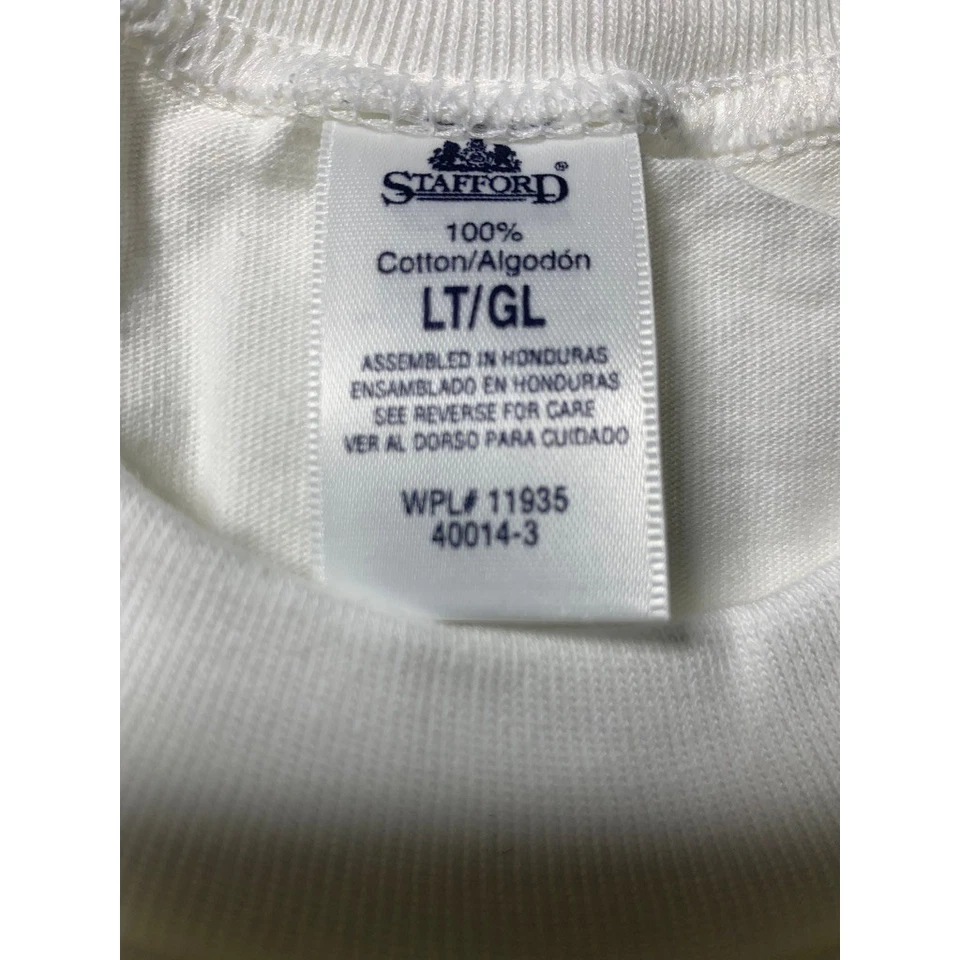 STAFFORD®
100%
Cotton/Algodón
LT/GL
ASSEMBLED IN HONDURAS
ENSAMBLADO EN HONDURAS
SEE REVERSE FOR CARE
VER AL DORSO PARA CUIDADO
WPL# 11935
40014-3